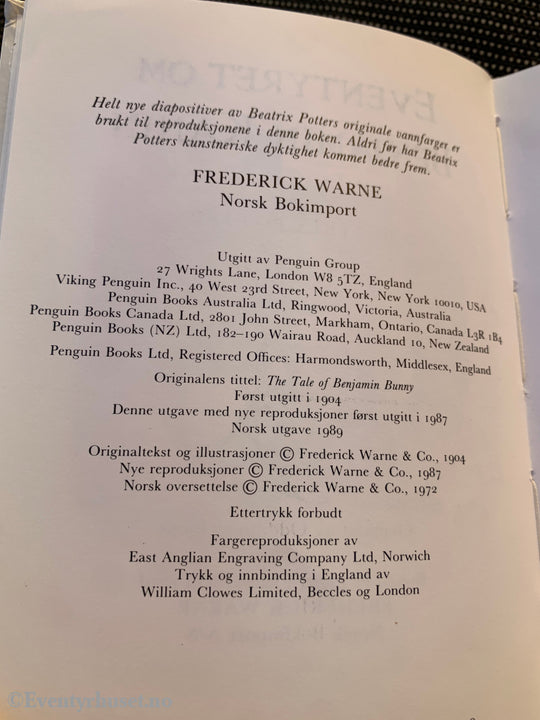 Helt nye diapositiver av Beatrix Potters originale vannfarger er
brukt til reproduksjonene i denne boken. Aldri før har Beatrix
Potters kunstneriske dyktighet kommet bedre frem.
FREDERICK WARNE
Norsk Bokimport
Utgitt av Penguin Group
27 Wrights Lane, London W8 5TZ, England
Viking Penguin Inc., 40 West 23rd Street, New York, New York 10010, USA
Penguin Books Australia Ltd, Ringwood, Victoria, Australia
Penguin Books Canada Ltd, 2801 John Street, Markham, Ontario, Canada L3R 1B4
Penguin Books (NZ) Ltd, 182–190 Wairau Road, Auckland 10, New Zealand
Penguin Books Ltd, Registered Offices: Harmondsworth, Middlesex, England
Originalens tittel: The Tale of Benjamin Bunny
Først utgitt i 1904
Denne utgave med nye reproduksjoner først utgitt i 1987
Norsk utgave 1989
Originaltekst og illustrasjoner © Frederick Warne & Co., 1904
Nye reproduksjoner © Frederick Warne & Co., 1987
Norsk oversettelse © Frederick Warne & Co., 1972
Ettertrykk forbudt
Fargereproduksjoner av
East Anglian Engraving Company Ltd, Norwich
Trykk og innbinding i England av
William Clowes Limited, Beccles og London
©Eventyrhuset.no